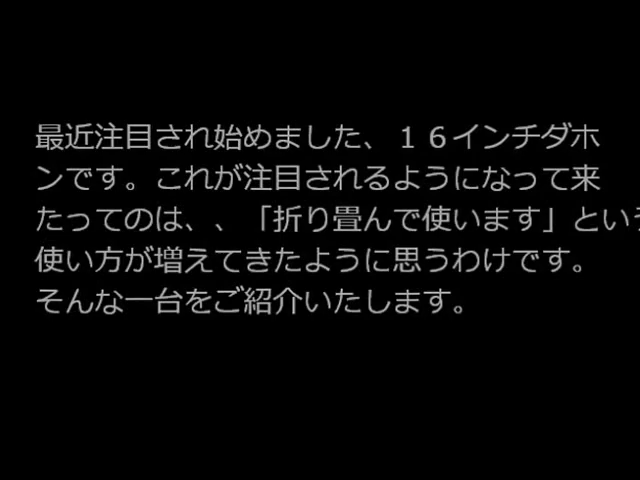 最近注目され始めました、１６インチダホ
ンです。これが注目されるようになって来
たってのは、、「折り畳んで使います」という
使い方が増えてきたように思うわけです。
そんな一台をご紹介いたします。